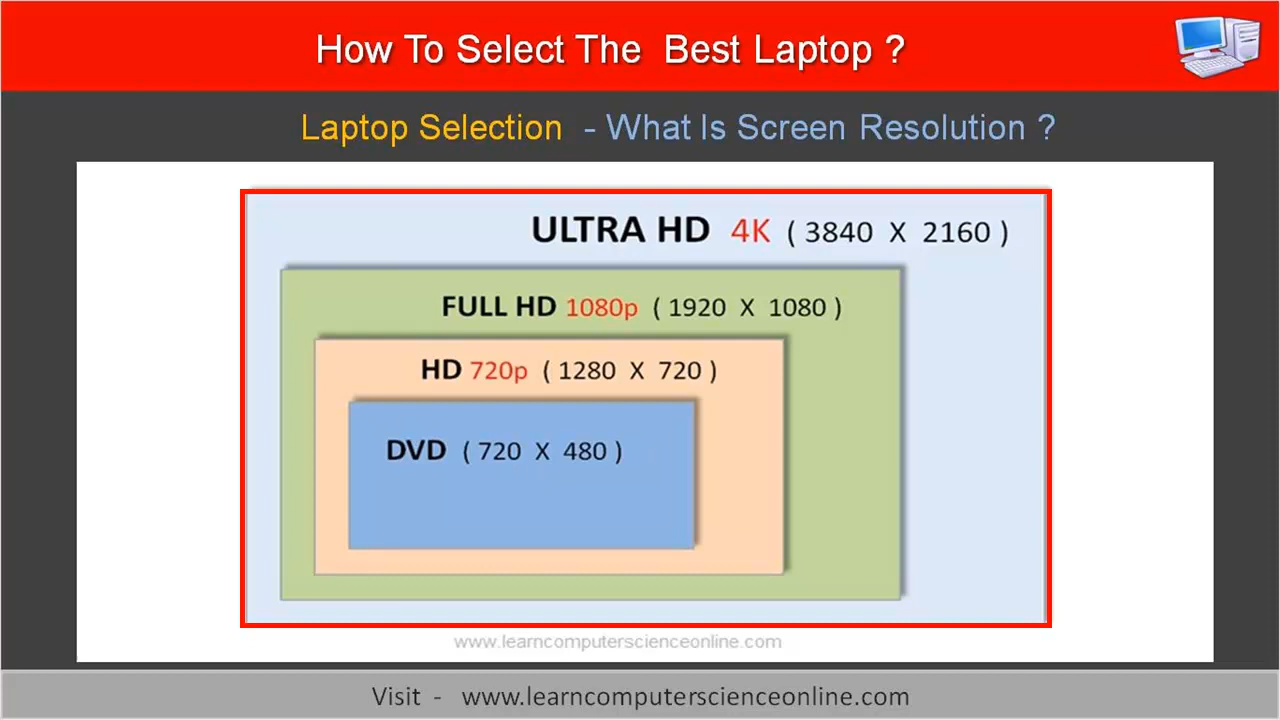 How To Select The Best Laptop ?
Laptop Selection - What Is Screen Resolution ?
ULTRA HD 4K ( 3840 X 2160 )
FULL HD 1080p ( 1920 X 1080 )
HD 720p ( 1280 X 720 )
DVD ( 720 X 480 )
www.learncomputerscienceonline.com
Visit - www.learncomputerscienceonline.com